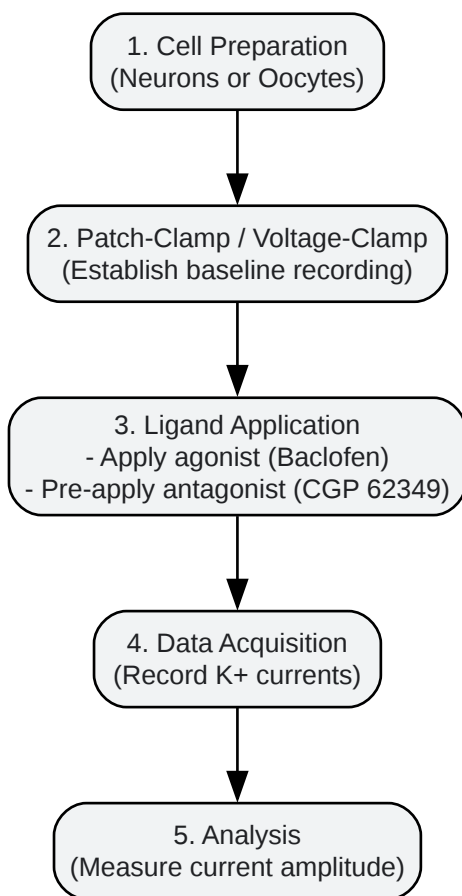 1. Cell Preparation
(Neurons or Oocytes)
2. Patch-Clamp / Voltage-Clamp
(Establish baseline recording)
3. Ligand Application
- Apply agonist (Baclofen)
- Pre-apply antagonist (CGP 62349)
4. Data Acquisition
(Record K+ currents)
5. Analysis
(Measure current amplitude)